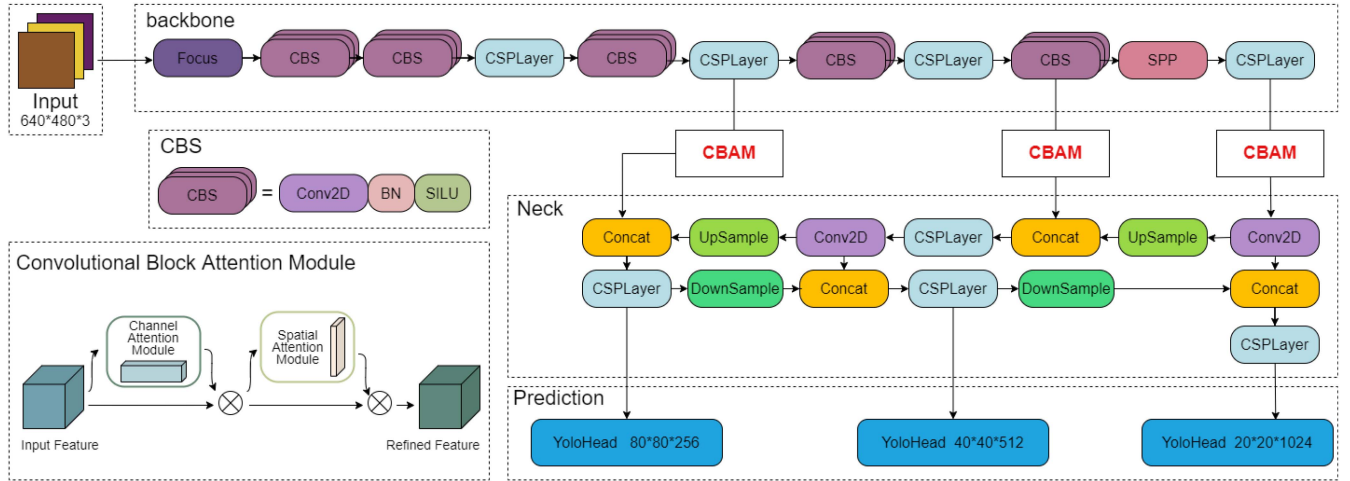 backbone
Focus
CBS
CBS
CSPLayer
CBS
CSPLayer
CBS
CSPLayer
CBS
SPP
CSPLayer
Input
640*480*3
CBAM
CBAM
CBAM
CBS
CBS
=
Conv2D
BN
SILU
Neck
Concat
UpSample
Conv2D
CSPLayer
Concat
UpSample
Conv2D
CSPLayer
DownSample
Concat
CSPLayer
DownSample
Concat
CSPLayer
Convolutional Block Attention Module
Channel
Attention
Module
Spatial
Attention
Module
Input Feature
Refined Feature
Prediction
YoloHead 80*80*256
YoloHead 40*40*512
YoloHead 20*20*1024